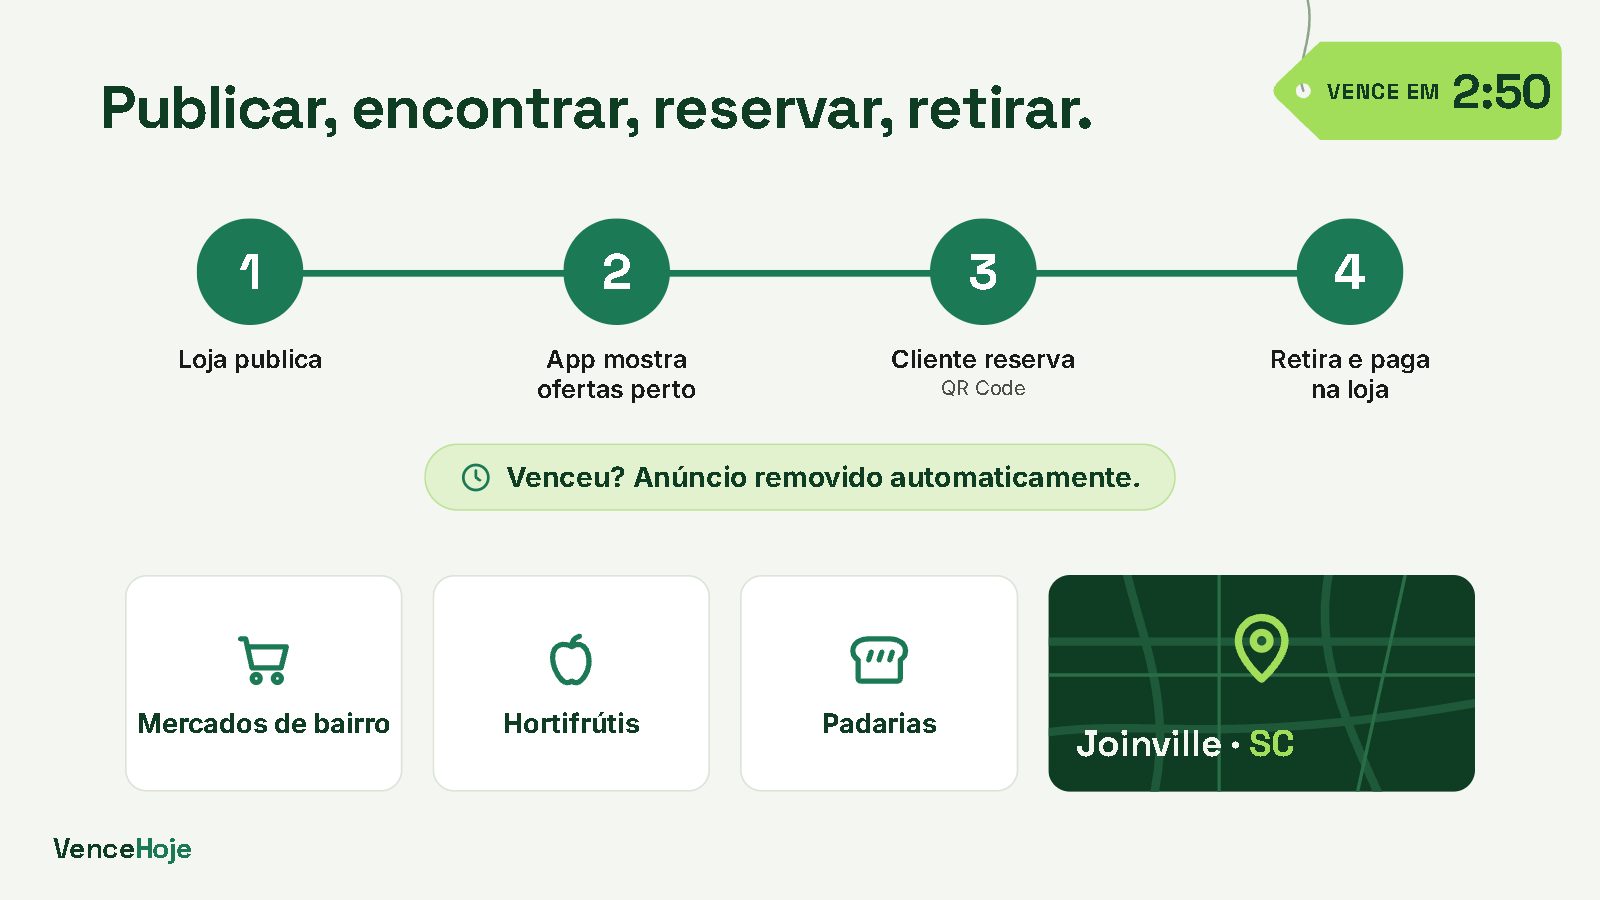 Publicar, encontrar, reservar, retirar.
VENCE EM 2:50
1
2
3
4
Loja publica
App mostra
ofertas perto
Cliente reserva
QR Code
Retira e paga
na loja
Venceu? Anúncio removido automaticamente.
Mercados de bairro
Hortifrútis
Padarias
Joinville · SC
VenceHoje